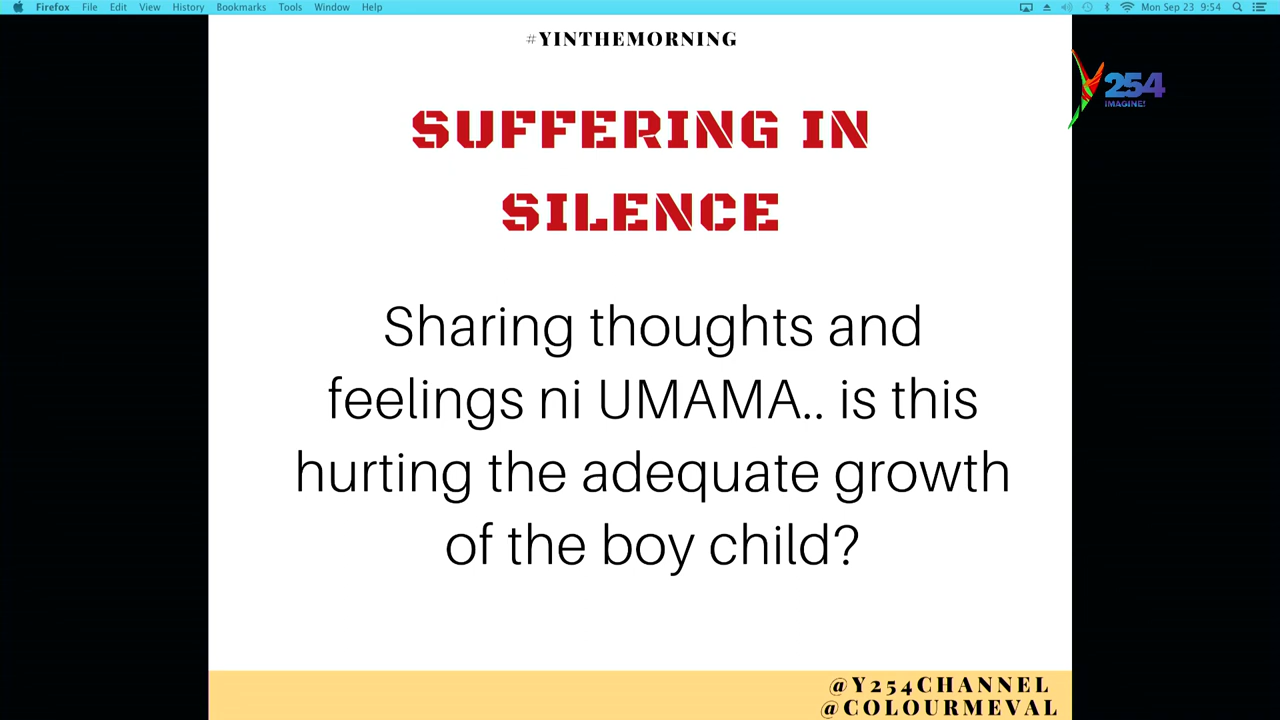 Firefox File Edit View History Bookmarks Tools Window Help Mon Sep 23 9:54
#YINTHEMORNING
254
IMAGINE!
SUFFERING IN
SILENCE
Sharing thoughts and
feelings ni UMAMA.. is this
hurting the adequate growth
of the boy child?
@Y254CHANNEL
@COLOURMEVAL